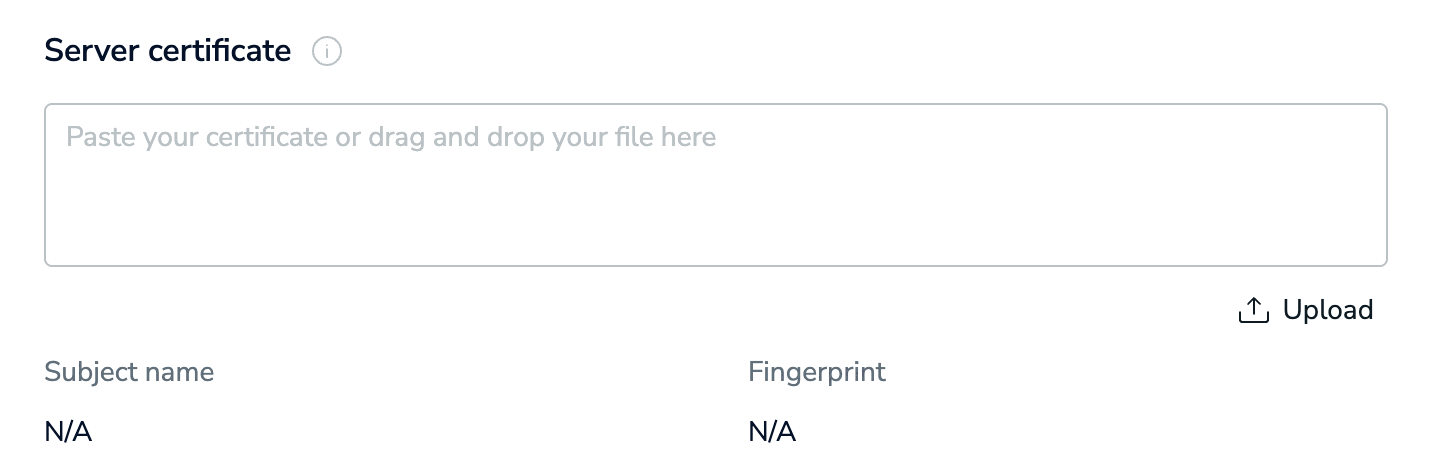 Server certificate
Paste your certificate or drag and drop your file here
Upload
Subject name
Fingerprint
N/A
N/A